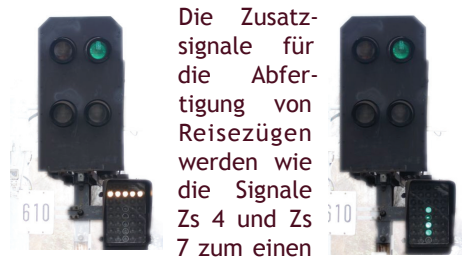 Die Zusatz-
signale für
die Abfer-
tigung von
Reisezügen
werden wie
die Signale
Zs 4 und Zs
7 zum einen
610
610